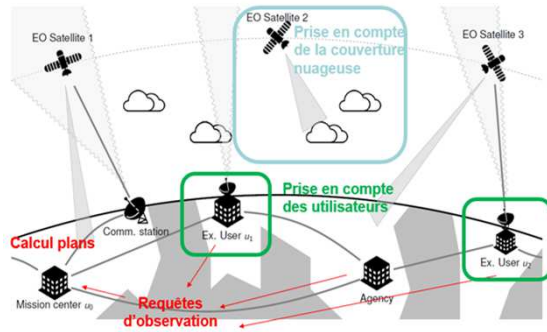 EO Satellite 1
EO Satellite 2
EO Satellite 3
Prise en compte
de la couverture
nuageuse
Prise en compte
des utilisateurs
Comm. station
Ex. User u₁
Calcul plans
Ex. User u₂
Mission center u₀
Requêtes
d'observation
Agency